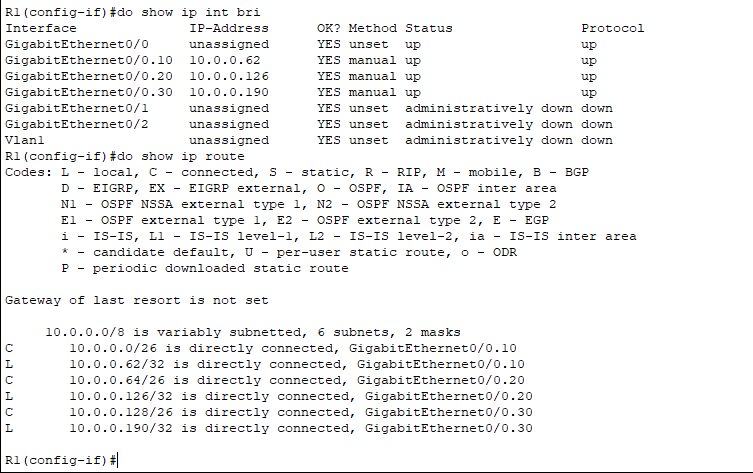 R1(config-if)#do show ip int bri
Interface              IP-Address      OK? Method Status                Protocol
GigabitEthernet0/0     unassigned      YES unset  up                    up
GigabitEthernet0/0.10  10.0.0.62       YES manual up                    up
GigabitEthernet0/0.20  10.0.0.126      YES manual up                    up
GigabitEthernet0/0.30  10.0.0.190      YES manual up                    up
GigabitEthernet0/1     unassigned      YES unset  administratively down down
GigabitEthernet0/2     unassigned      YES unset  administratively down down
Vlan1                  unassigned      YES unset  administratively down down
R1(config-if)#do show ip route
Codes: L - local, C - connected, S - static, R - RIP, M - mobile, B - BGP
       D - EIGRP, EX - EIGRP external, O - OSPF, IA - OSPF inter area
       N1 - OSPF NSSA external type 1, N2 - OSPF NSSA external type 2
       E1 - OSPF external type 1, E2 - OSPF external type 2, E - EGP
       i - IS-IS, L1 - IS-IS level-1, L2 - IS-IS level-2, ia - IS-IS inter area
       * - candidate default, U - per-user static route, o - ODR
       P - periodic downloaded static route

Gateway of last resort is not set

     10.0.0.0/8 is variably subnetted, 6 subnets, 2 masks
C       10.0.0.0/26 is directly connected, GigabitEthernet0/0.10
L       10.0.0.62/32 is directly connected, GigabitEthernet0/0.10
C       10.0.0.64/26 is directly connected, GigabitEthernet0/0.20
L       10.0.0.126/32 is directly connected, GigabitEthernet0/0.20
C       10.0.0.128/26 is directly connected, GigabitEthernet0/0.30
L       10.0.0.190/32 is directly connected, GigabitEthernet0/0.30

R1(config-if)#